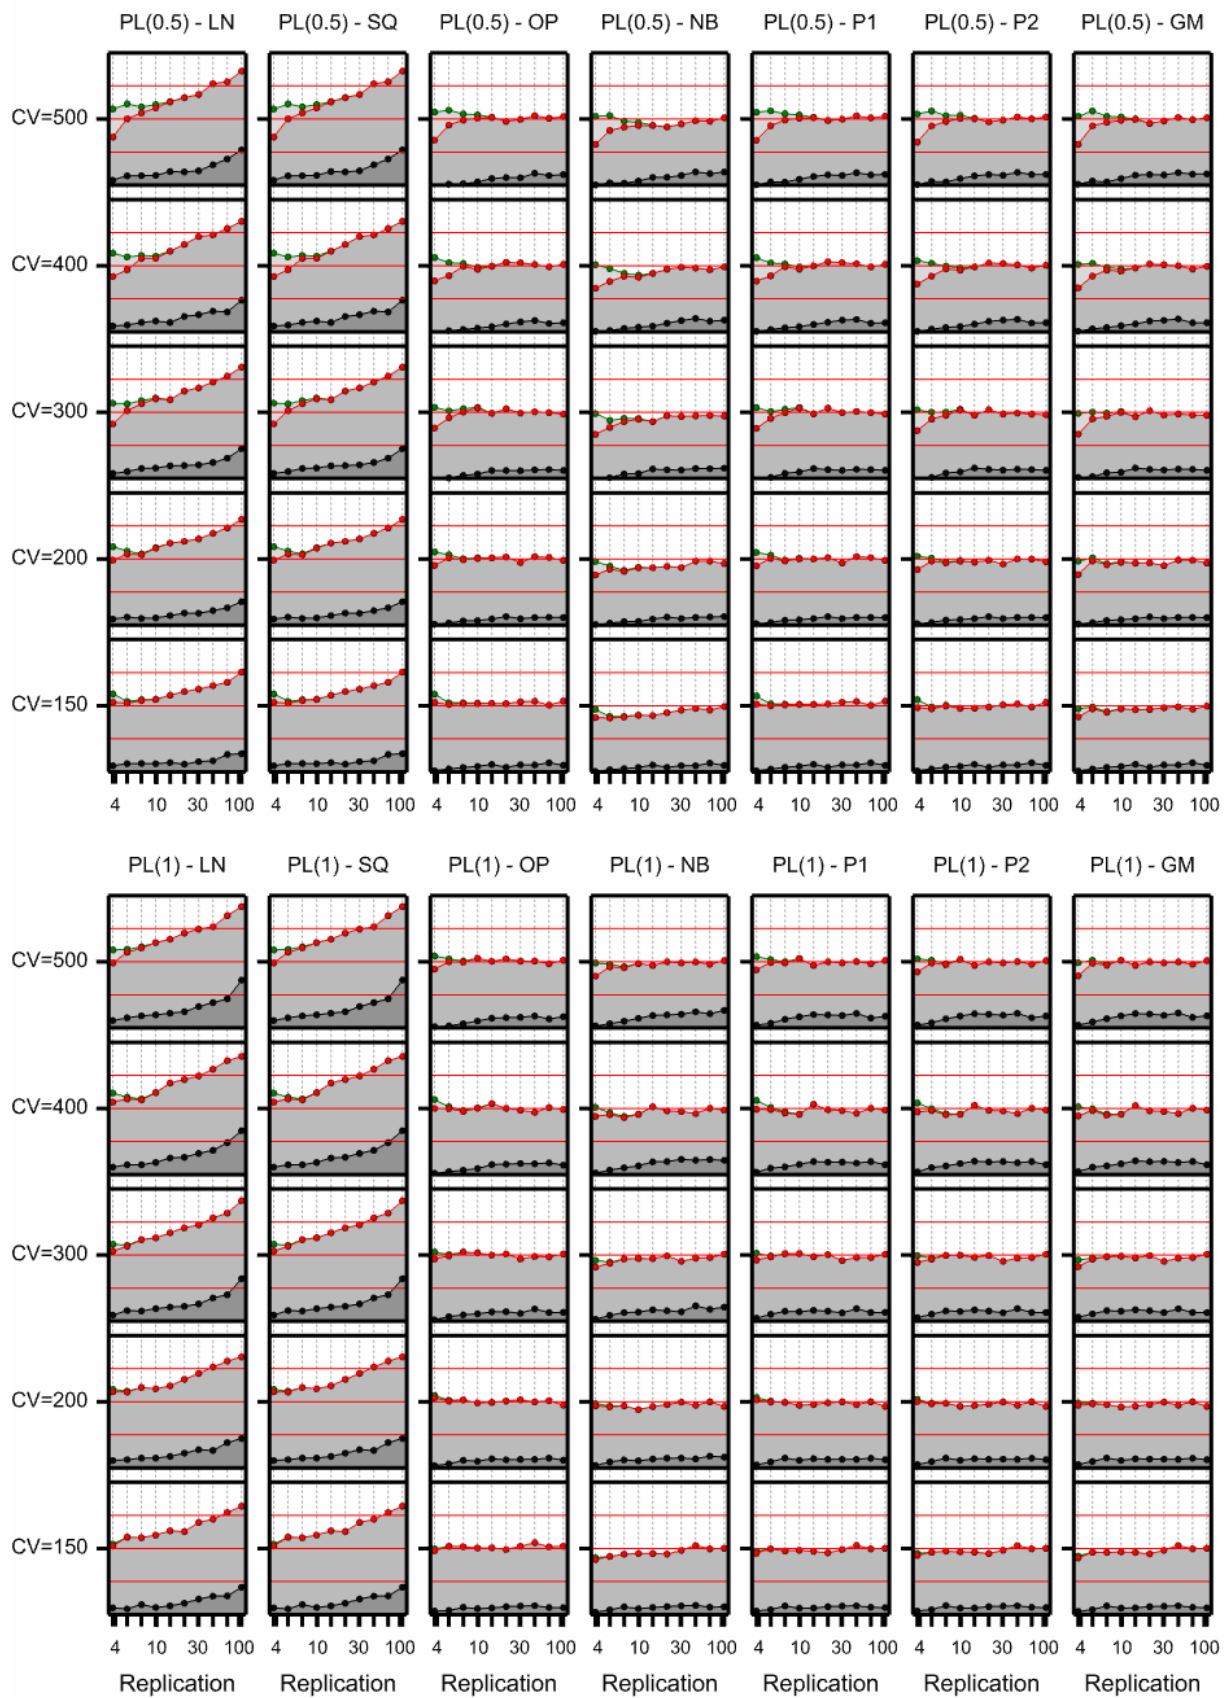 PL(0.5) - LN PL(0.5) - SQ PL(0.5) - OP PL(0.5) - NB PL(0.5) - P1 PL(0.5) - P2 PL(0.5) - GM
CV=500
CV=400
CV=300
CV=200
CV=150
4 10 30 100 4 10 30 100 4 10 30 100 4 10 30 100 4 10 30 100 4 10 30 100 4 10 30 100
PL(1) - LN PL(1) - SQ PL(1) - OP PL(1) - NB PL(1) - P1 PL(1) - P2 PL(1) - GM
CV=500
CV=400
CV=300
CV=200
CV=150
4 10 30 100 4 10 30 100 4 10 30 100 4 10 30 100 4 10 30 100 4 10 30 100 4 10 30 100
Replication Replication Replication Replication Replication Replication Replication